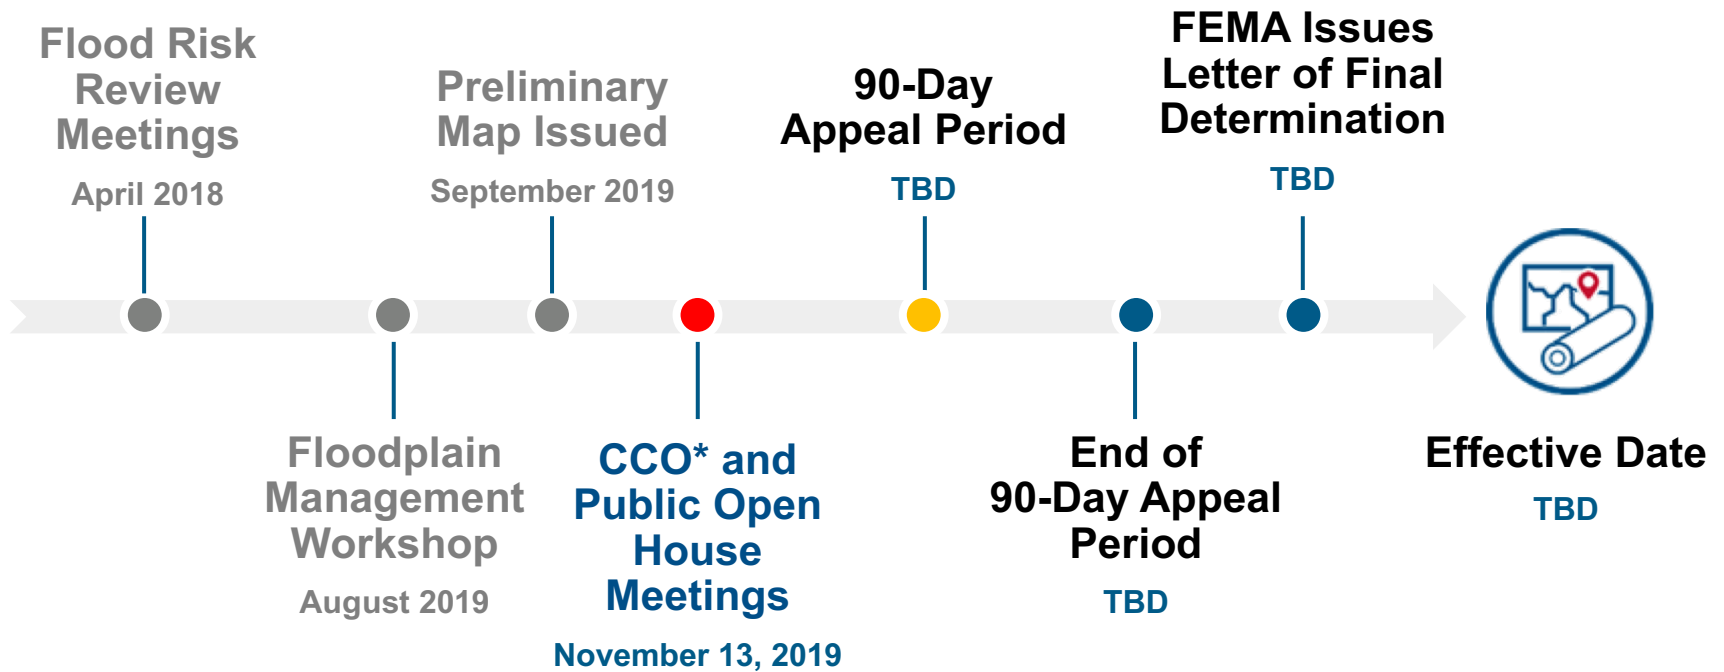 Flood Risk
Review
Meetings
April 2018
Floodplain
Management
Workshop
August 2019
Preliminary
Map Issued
September 2019
CCO* and
Public Open
House
Meetings
November 13, 2019
90-Day
Appeal Period
TBD
End of
90-Day Appeal
Period
TBD
FEMA Issues
Letter of Final
Determination
TBD
Effective Date
TBD